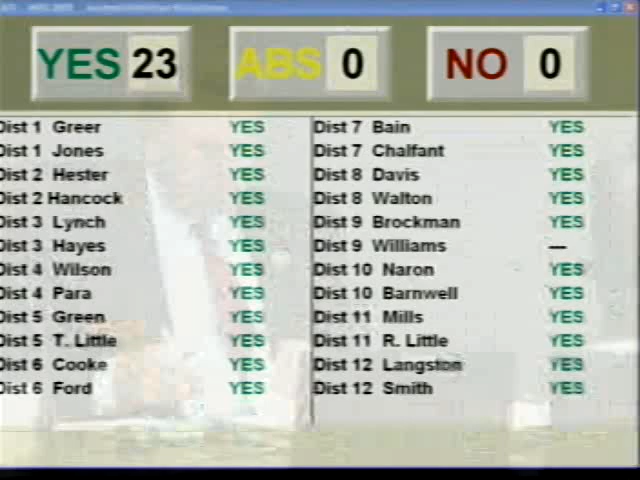 YES 23 ABS 0 NO 0
Dist 1 Greer YES
Dist 1 Jones YES
Dist 2 Hester YES
Dist 2 Hancock YES
Dist 3 Lynch YES
Dist 3 Hayes YES
Dist 4 Wilson YES
Dist 4 Para YES
Dist 5 Green YES
Dist 5 T. Little YES
Dist 6 Cooke YES
Dist 6 Ford YES
Dist 7 Bain YES
Dist 7 Chalfant YES
Dist 8 Davis YES
Dist 8 Walton YES
Dist 9 Brockman YES
Dist 9 Williams —
Dist 10 Naron YES
Dist 10 Barnwell YES
Dist 11 Mills YES
Dist 11 R. Little YES
Dist 12 Langston YES
Dist 12 Smith YES